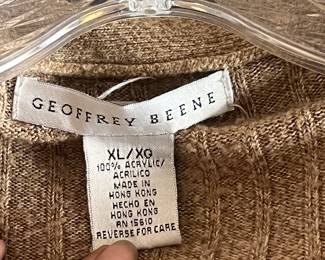 GEOFFREY BEENE
XL/XG
100% ACRYLIC/
ACRILICO
MADE IN
HONG KONG
HECHO EN
HONG KONG
RN 15610
REVERSE FOR CARE